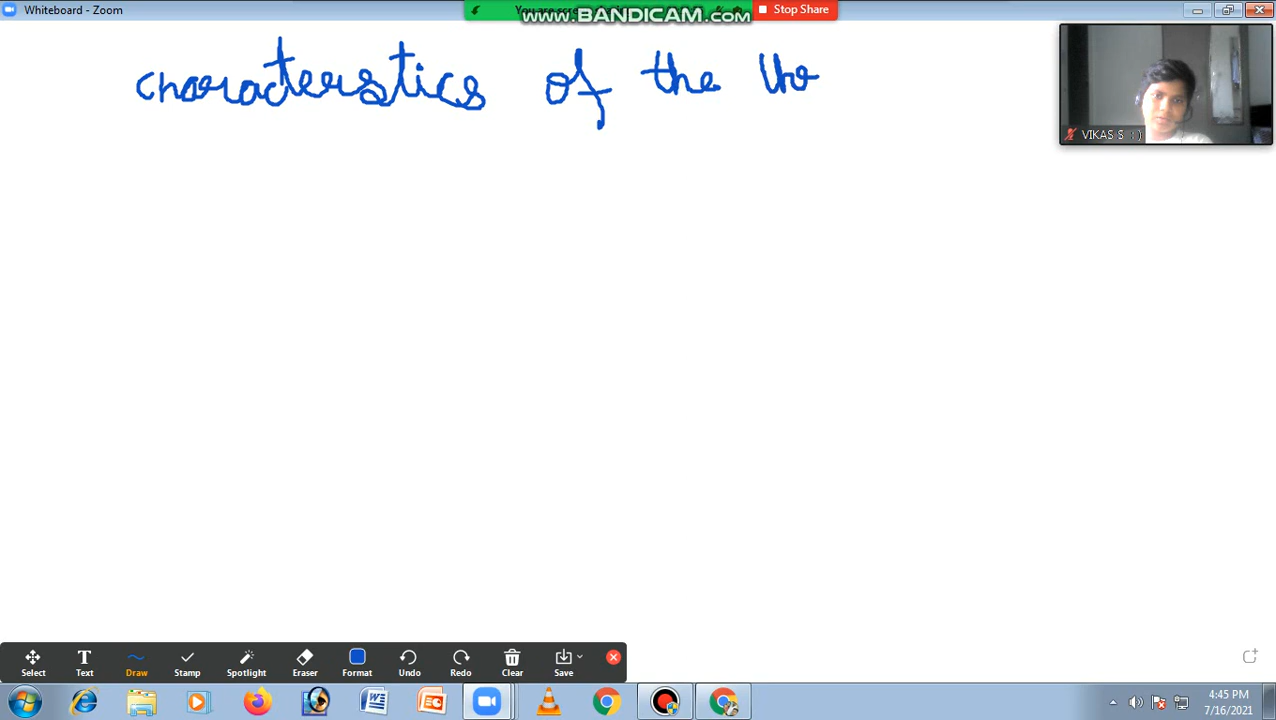 Whiteboard - Zoom
www.BANDICAM.com
Stop Share
characterstics of the
VIKAS S :)
Select
Text
Draw
Stamp
Spotlight
Eraser
Format
Undo
Redo
Clear
Save
4:45 PM
7/16/2021